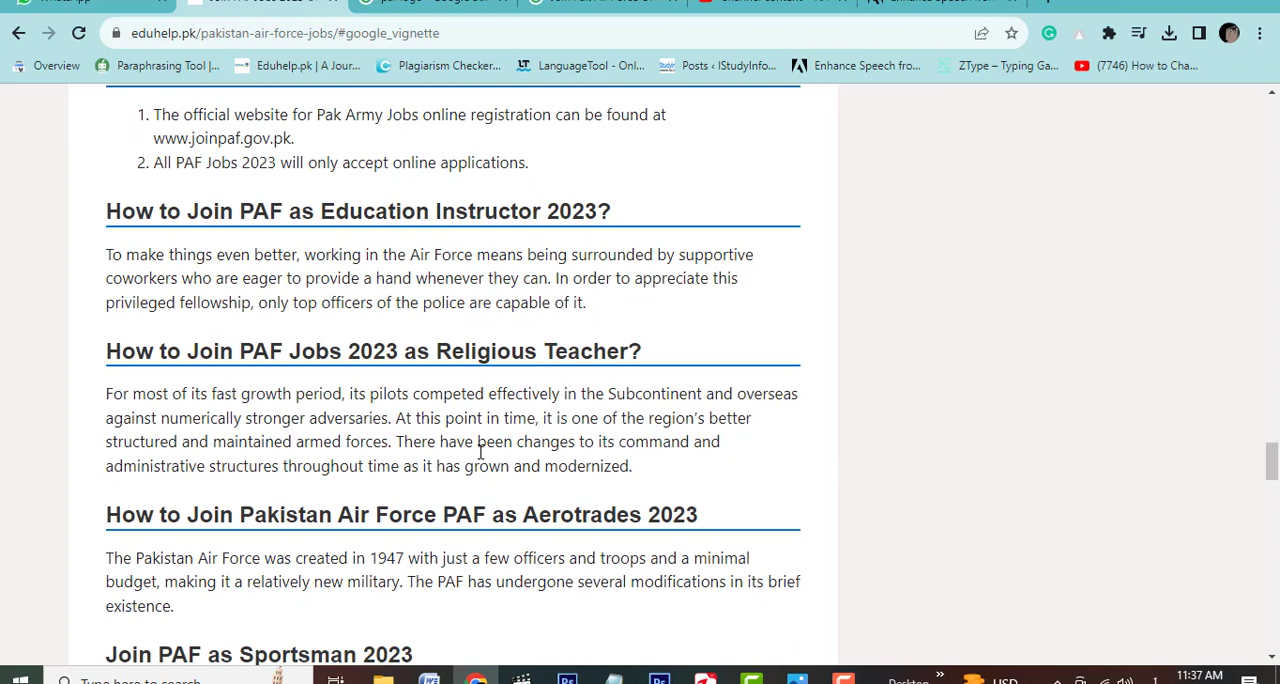 eduhelp.pk/pakistan-air-force-jobs/#google_vignette
Overview
Paraphrasing Tool |...
Eduhelp.pk | A Jour...
Plagiarism Checker...
LanguageTool - Onl...
Posts ‹ IStudyInfo...
Enhance Speech fro...
ZType – Typing Ga...
(7746) How to Cha...
1. The official website for Pak Army Jobs online registration can be found at
www.joinpaf.gov.pk.
2. All PAF Jobs 2023 will only accept online applications.
How to Join PAF as Education Instructor 2023?
To make things even better, working in the Air Force means being surrounded by supportive
coworkers who are eager to provide a hand whenever they can. In order to appreciate this
privileged fellowship, only top officers of the police are capable of it.
How to Join PAF Jobs 2023 as Religious Teacher?
For most of its fast growth period, its pilots competed effectively in the Subcontinent and overseas
against numerically stronger adversaries. At this point in time, it is one of the region's better
structured and maintained armed forces. There have been changes to its command and
administrative structures throughout time as it has grown and modernized.
How to Join Pakistan Air Force PAF as Aerotrades 2023
The Pakistan Air Force was created in 1947 with just a few officers and troops and a minimal
budget, making it a relatively new military. The PAF has undergone several modifications in its brief
existence.
Join PAF as Sportsman 2023
Type here to search
Desktop
USD
11:37 AM